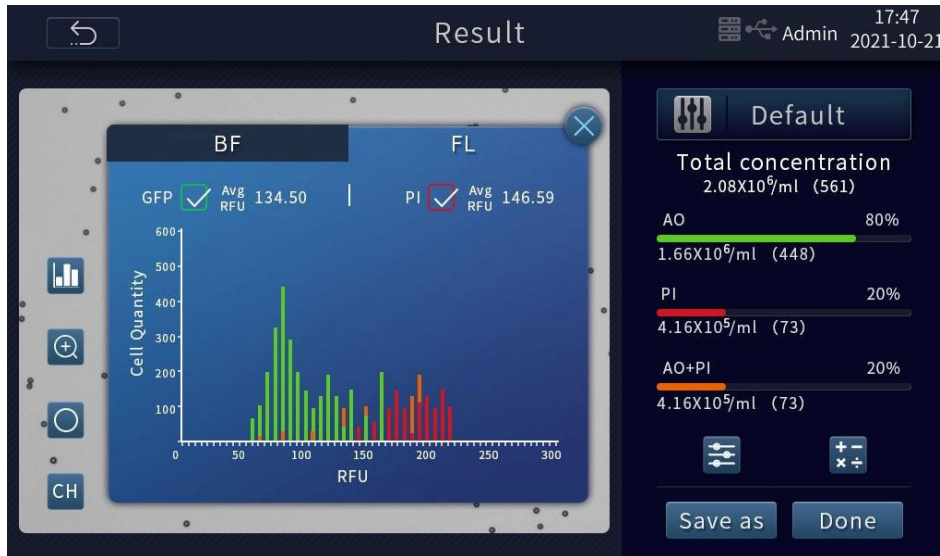 Result
Admin
17:47
2021-10-21
BF
FL
GFP Avg RFU 134.50
PI Avg RFU 146.59
Cell Quantity
600
500
400
300
200
100
0 50 100 150 200 250 300
RFU
CH
Default
Total concentration
2.08X10⁶/ml (561)
AO 80%
1.66X10⁶/ml (448)
PI 20%
4.16X10⁵/ml (73)
AO+PI 20%
4.16X10⁵/ml (73)
Save as
Done